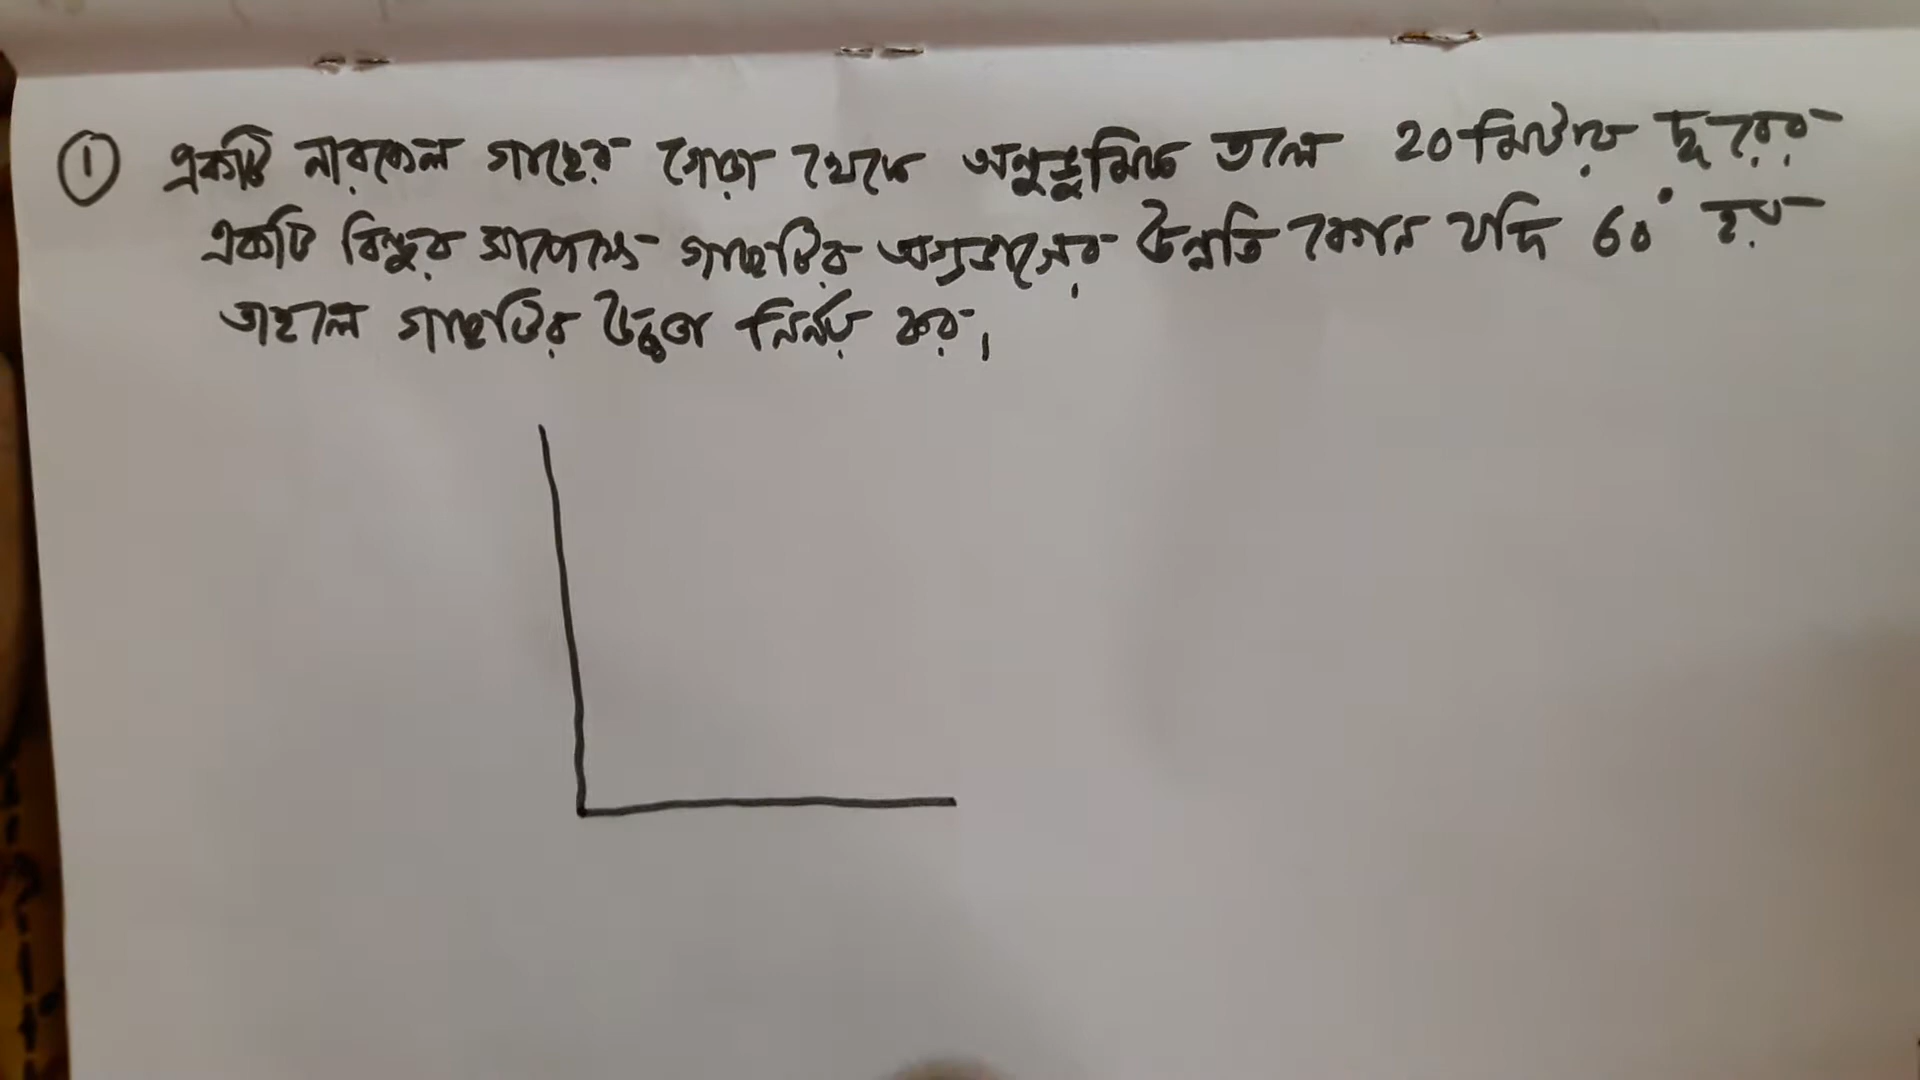 ① একটি নারকেল গাছের গোড়া থেকে অনুভূমিক তলে 20 মিটার দূরের
একটি বিন্দুর সাপেক্ষে গাছটির অগ্রভাগের উন্নতি কোন যদি 60° হয়
তাহলে গাছটির উচ্চতা নির্ণয় কর।